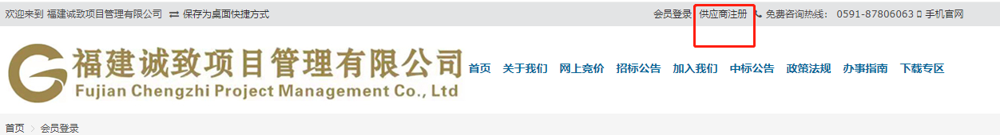 欢迎来到 福建诚致项目管理有限公司 保存为桌面快捷方式 会员登录 供应商注册 免费咨询热线： 0591-87806063 手机官网
福建诚致项目管理有限公司
Fujian Chengzhi Project Management Co., Ltd
首页 关于我们 网上竞价 招标公告 加入我们 中标公告 政策法规 办事指南 下载专区
首页 > 会员登录